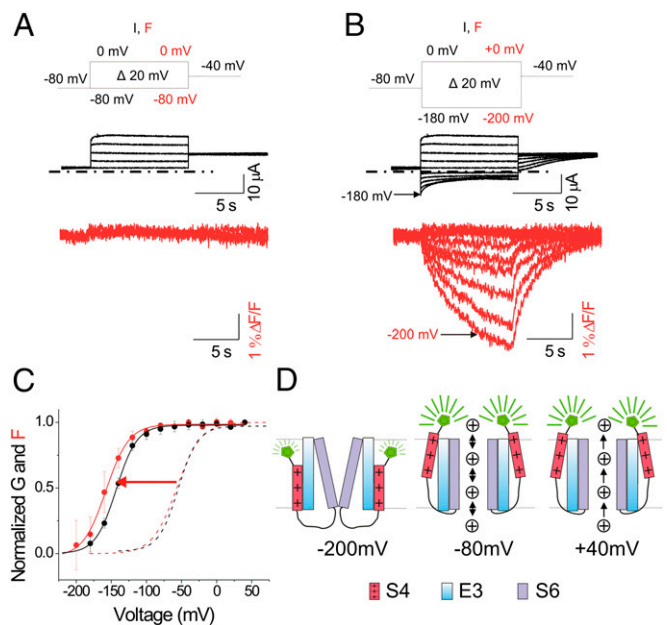 A
I, F
0 mV 0 mV
-80 mV Δ 20 mV -40 mV
-80 mV -80 mV
5 s 10 µA
5 s 1 %ΔF/F
B
I, F
0 mV +0 mV
-80 mV Δ 20 mV -40 mV
-180 mV -200 mV
-180 mV
5 s 10 µA
-200 mV
5 s 1 %ΔF/F
C
Normalized G and F
1.0
0.5
0.0
-200 -150 -100 -50 0 50
Voltage (mV)
D
+ + + + + + + + + + + + + + + + + + + + + + + + + +
-200mV -80mV +40mV
+++ S4 E3 S6